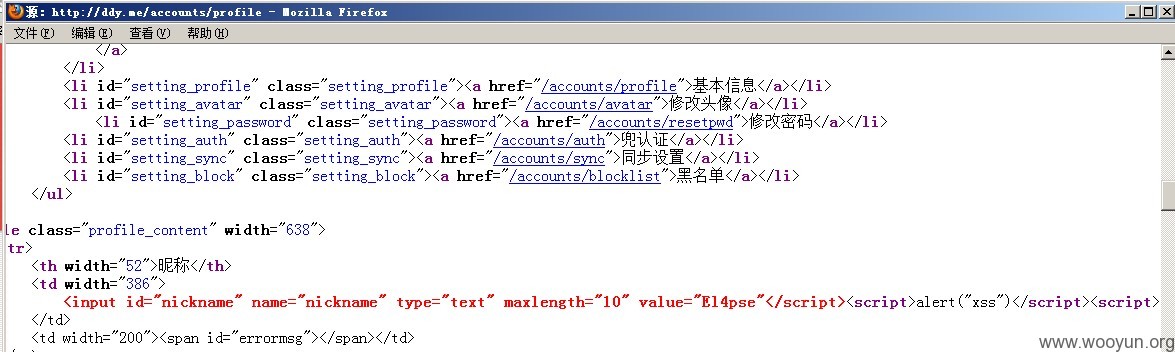 源: http://ddy.me/accounts/profile - Mozilla Firefox
文件(F) 编辑(E) 查看(V) 帮助(H)
</a>
</li>
<li id="setting_profile" class="setting_profile"><a href="/accounts/profile">基本信息</a></li>
<li id="setting_avatar" class="setting_avatar"><a href="/accounts/avatar">修改头像</a></li>
<li id="setting_password" class="setting_password"><a href="/accounts/resetpwd">修改密码</a></li>
<li id="setting_auth" class="setting_auth"><a href="/accounts/auth">兜认证</a></li>
<li id="setting_sync" class="setting_sync"><a href="/accounts/sync">同步设置</a></li>
<li id="setting_block" class="setting_block"><a href="/accounts/blocklist">黑名单</a></li>
</ul>
le class="profile_content" width="638">
tr>
<th width="52">昵称</th>
<td width="386">
<input id="nickname" name="nickname" type="text" maxlength="10" value="El4pse"</script><script>alert("xss")</script><script>
</td>
<td width="200"><span id="errormsg"></span></td>
www.wooyun.org